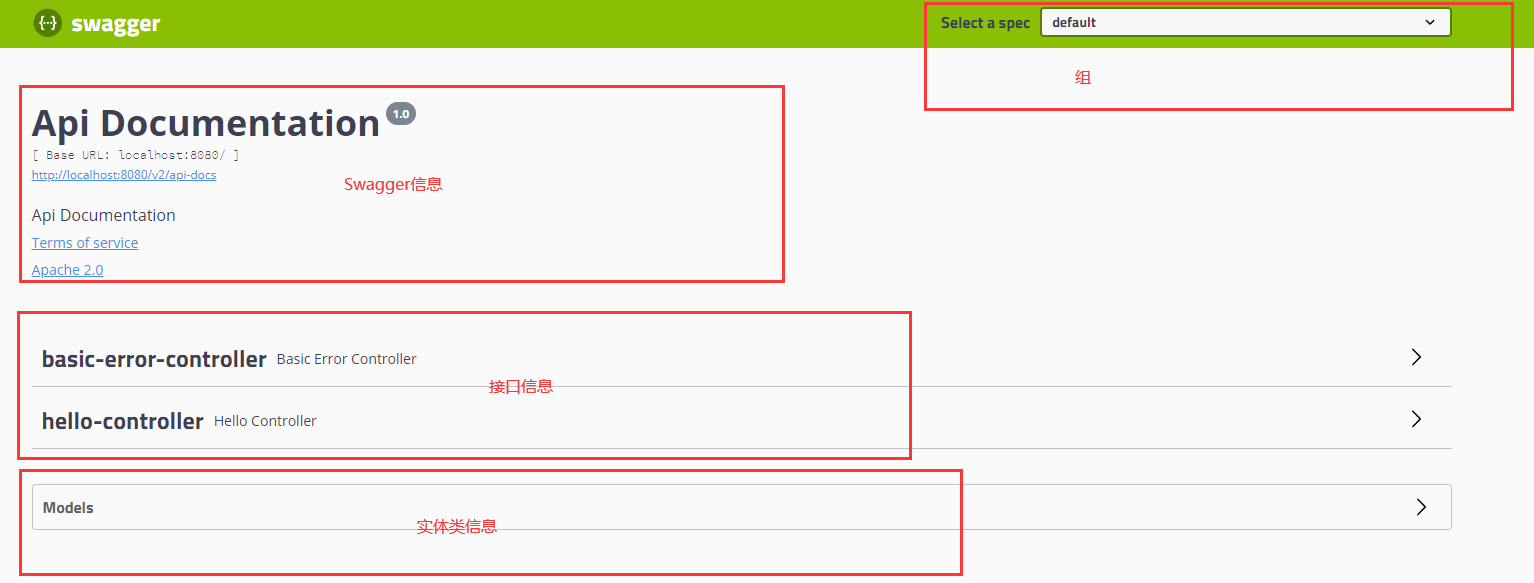 {···} swagger
Select a spec default
组
Api Documentation 1.0
[ Base URL: localhost:8080/ ]
http://localhost:8080/v2/api-docs
Swagger信息
Api Documentation
Terms of service
Apache 2.0
basic-error-controller Basic Error Controller
接口信息
hello-controller Hello Controller
Models
实体类信息